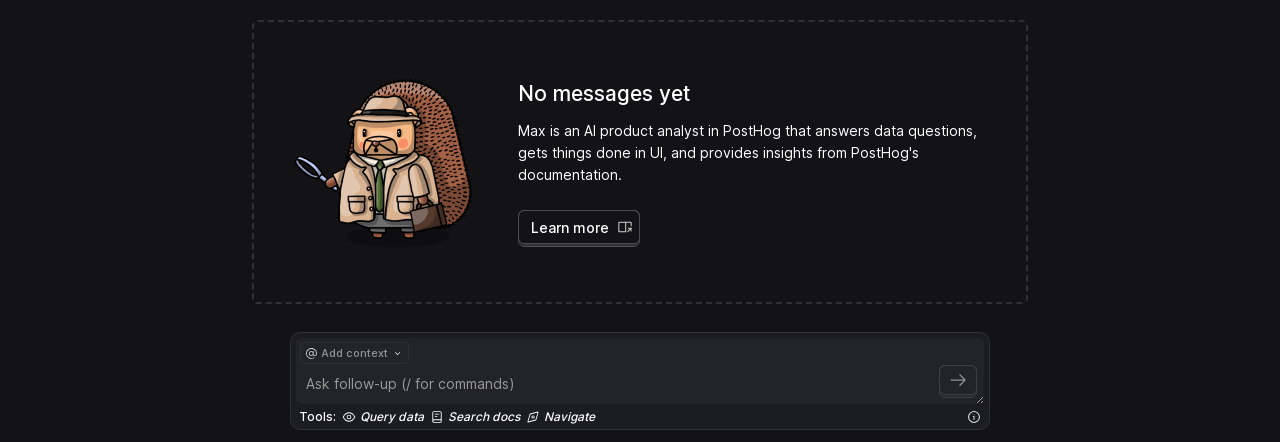 No messages yet
Max is an AI product analyst in PostHog that answers data questions,
gets things done in UI, and provides insights from PostHog's
documentation.
Learn more
@ Add context
Ask follow-up (/ for commands)
Tools: Query data Search docs Navigate